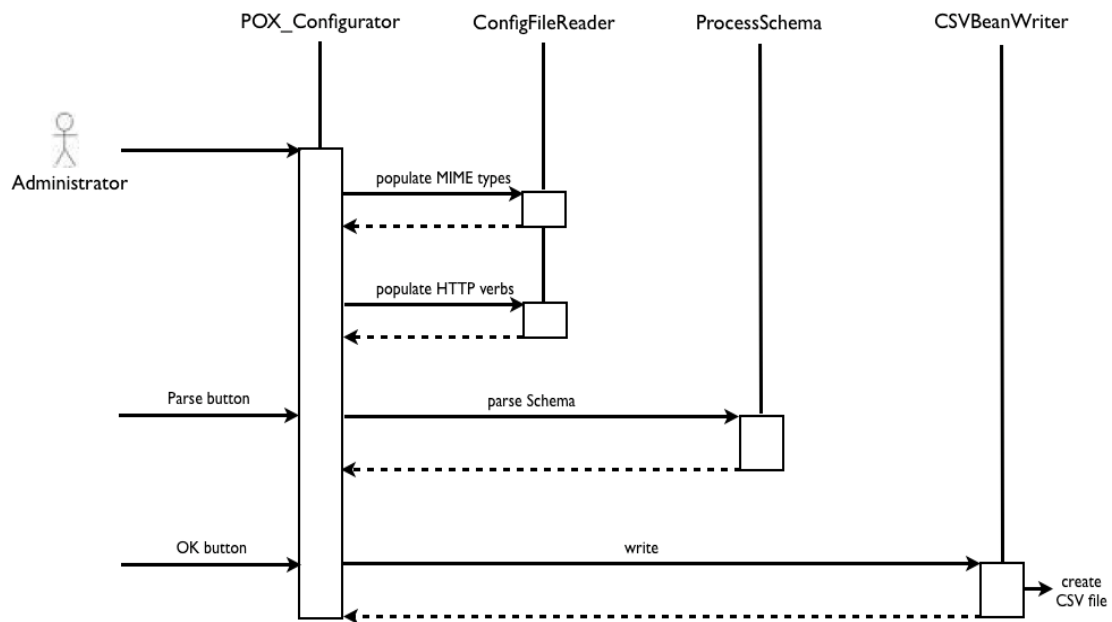 POX_Configurator
ConfigFileReader
ProcessSchema
CSVBeanWriter
Administrator
populate MIME types
populate HTTP verbs
Parse button
parse Schema
OK button
write
create
CSV file